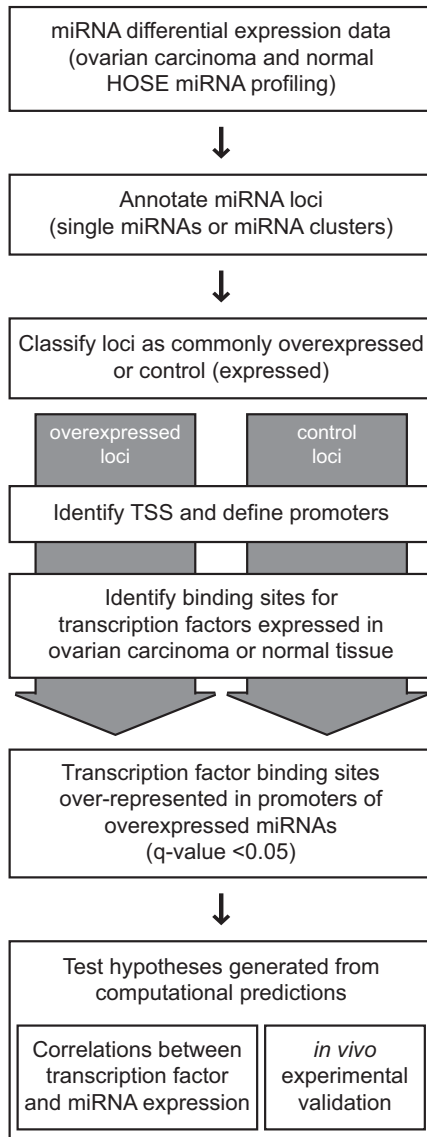 miRNA differential expression data
(ovarian carcinoma and normal
HOSE miRNA profiling)
Annotate miRNA loci
(single miRNAs or miRNA clusters)
Classify loci as commonly overexpressed
or control (expressed)
overexpressed
loci
control
loci
Identify TSS and define promoters
Identify binding sites for
transcription factors expressed in
ovarian carcinoma or normal tissue
Transcription factor binding sites
over-represented in promoters of
overexpressed miRNAs
(q-value <0.05)
Test hypotheses generated from
computational predictions
Correlations between
transcription factor
and miRNA expression
in vivo
experimental
validation